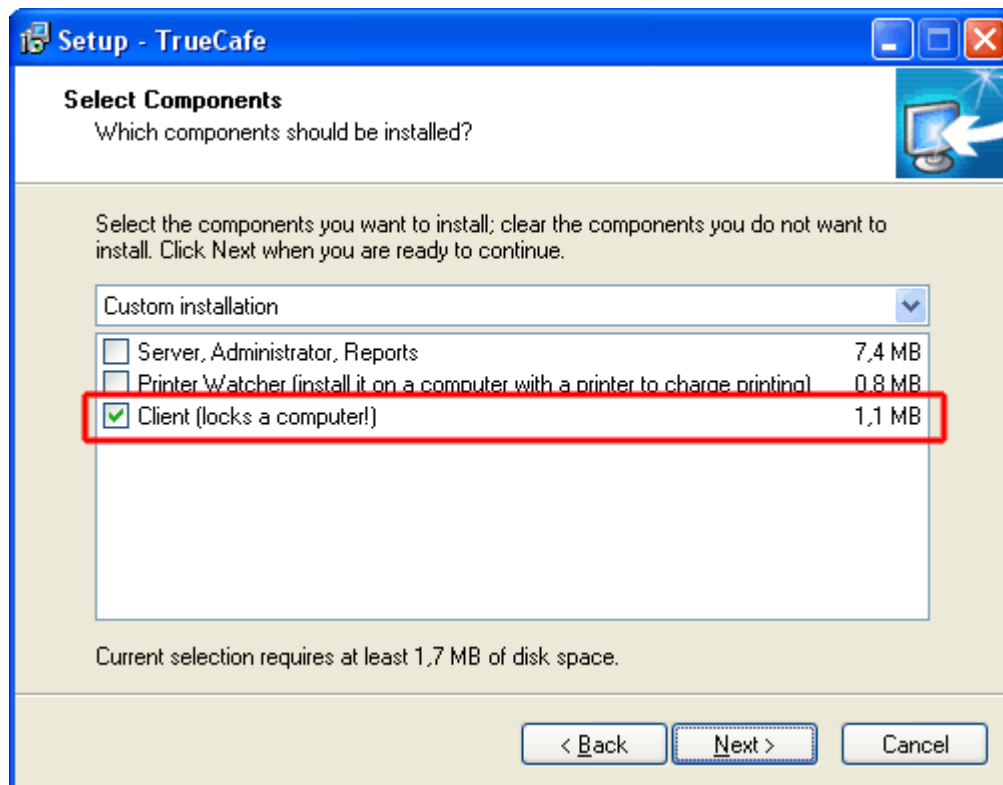 Setup - TrueCafe
Select Components
Which components should be installed?
Select the components you want to install; clear the components you do not want to
install. Click Next when you are ready to continue.
Custom installation
Server, Administrator, Reports 7,4 MB
Printer Watcher (install it on a computer with a printer to charge printing) 0,8 MB
Client (locks a computer!) 1,1 MB
Current selection requires at least 1,7 MB of disk space.
< Back Next > Cancel